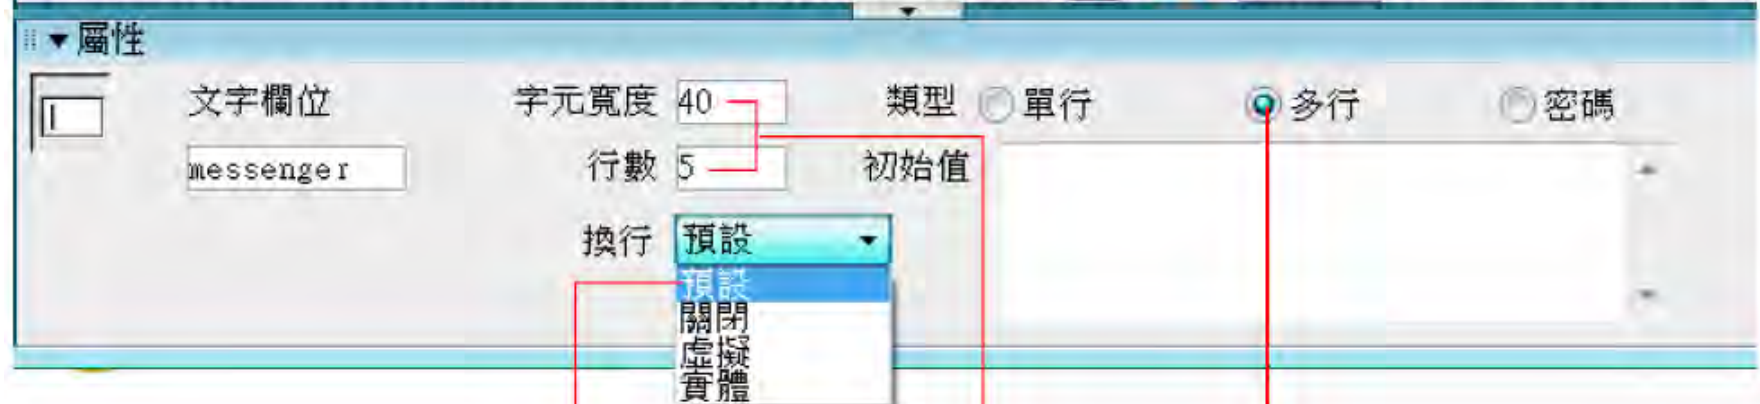 屬性
文字欄位 字元寬度 40 類型 單行 多行 密碼
messenger 行數 5 初始值
換行 預設
預設
關閉
虛擬
實體